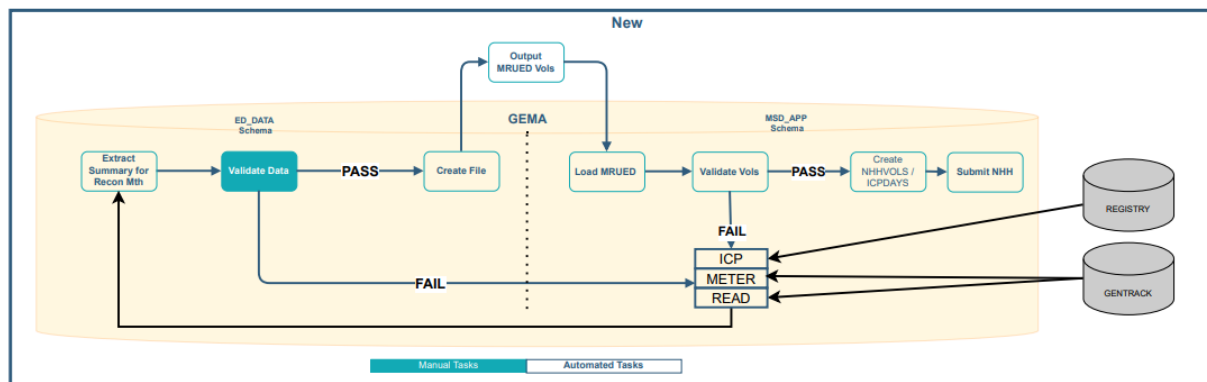 New
Output
MRUED Vols
ED_DATA
Schema
GEMA
MSD_APP
Schema
Extract
Summary for
Recon Mth
Validate Data
PASS
Create File
Load MRUED
Validate Vols
PASS
Create
NHHVOLS /
ICPDAYS
Submit NHH
REGISTRY
FAIL
ICP
METER
READ
FAIL
GENTRACK
Manual Tasks
Automated Tasks